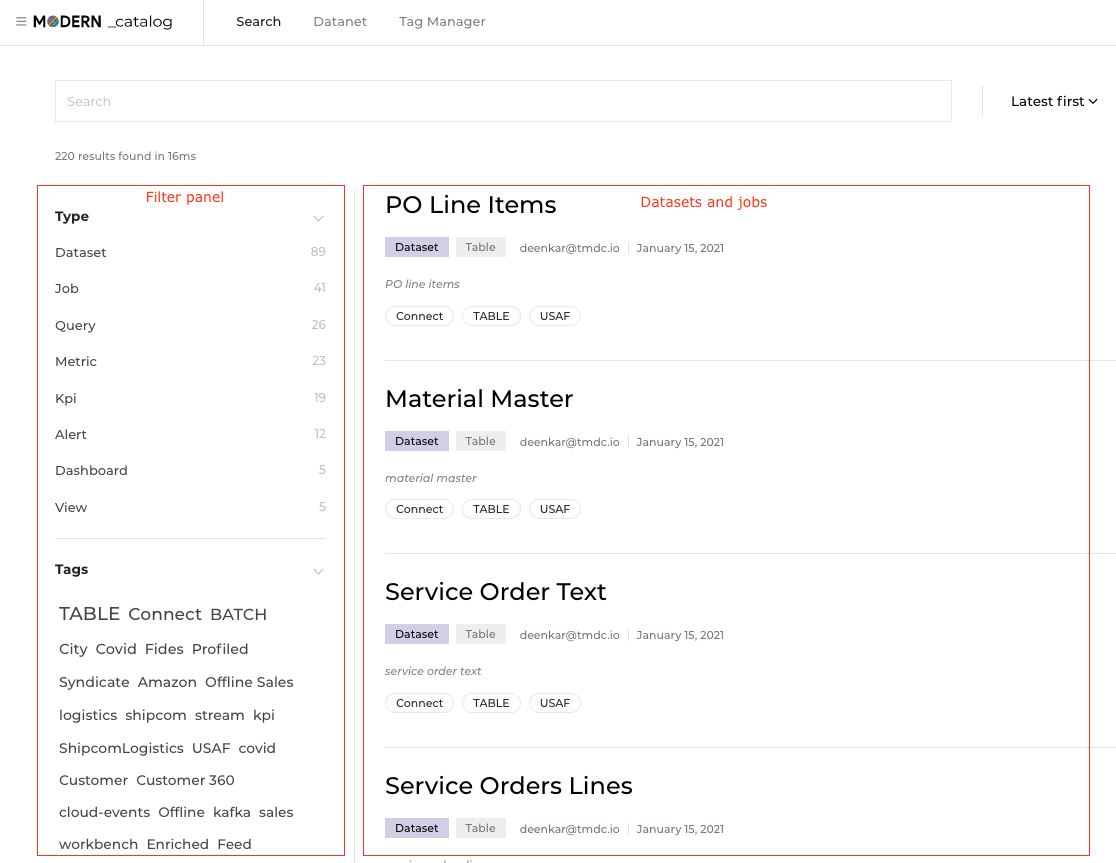 MODERN _catalog Search Datanet Tag Manager
Search
Latest first
220 results found in 16ms
Filter panel
Type
Dataset 89
Job 41
Query 26
Metric 23
Kpi 19
Alert 12
Dashboard 5
View 5
Tags
TABLE Connect BATCH
City Covid Fides Profiled
Syndicate Amazon Offline Sales
logistics shipcom stream kpi
ShipcomLogistics USAF covid
Customer Customer 360
cloud-events Offline kafka sales
workbench Enriched Feed
Datasets and jobs
PO Line Items
Dataset Table deenkar@tmdc.io January 15, 2021
PO line items
Connect TABLE USAF
Material Master
Dataset Table deenkar@tmdc.io January 15, 2021
material master
Connect TABLE USAF
Service Order Text
Dataset Table deenkar@tmdc.io January 15, 2021
service order text
Connect TABLE USAF
Service Orders Lines
Dataset Table deenkar@tmdc.io January 15, 2021